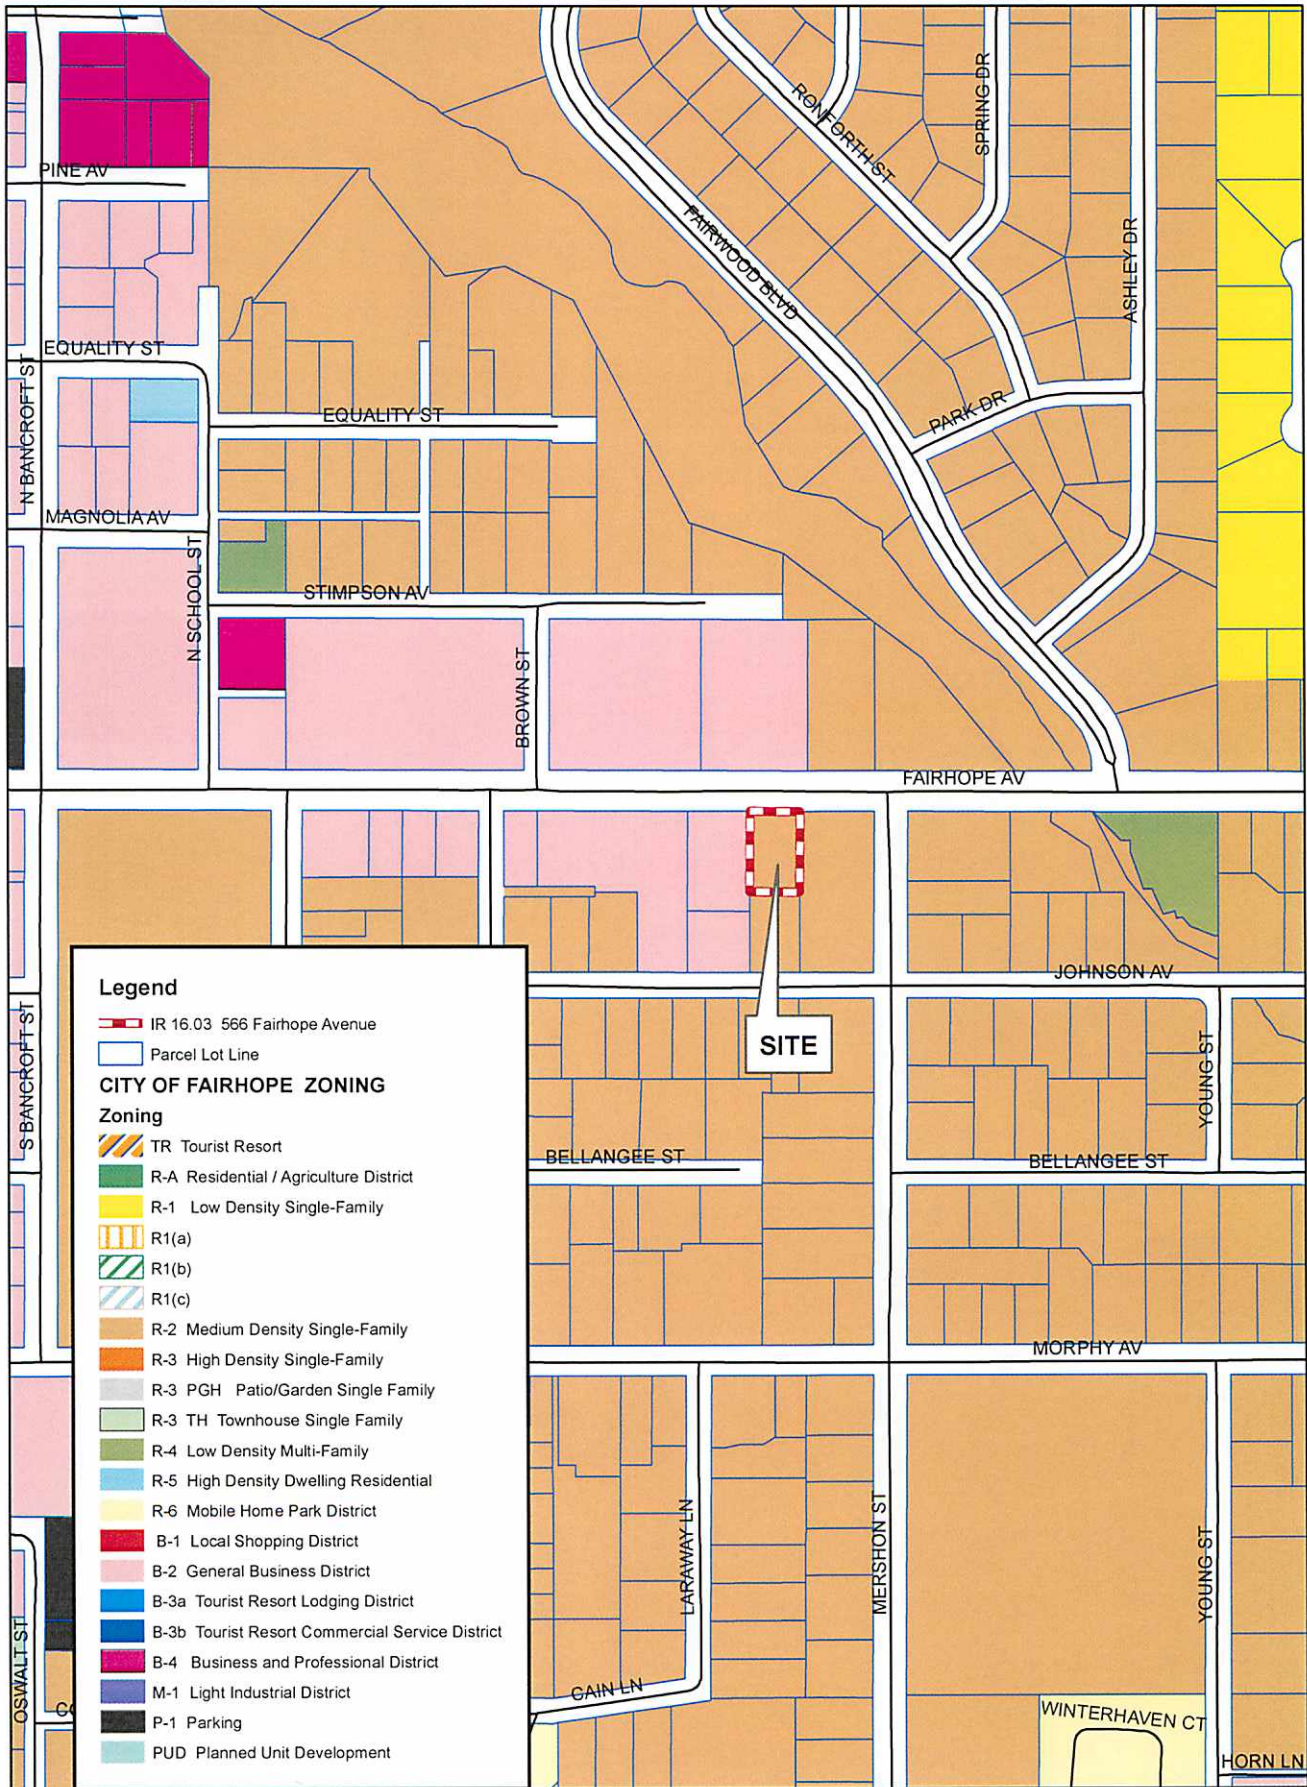 SPRING DR
RONFORTH ST
PINE AV
FAIRWOOD BLVD
ASHLEY DR
EQUALITY ST
N BANCROFT ST
PARK DR
EQUALITY ST
MAGNOLIA AV
N SCHOOL ST
STIMPSON AV
BROWN ST
FAIRHOPE AV
JOHNSON AV
SITE
S BANCROFT ST
YOUNG ST
BELLANGEE ST
BELLANGEE ST
MORPHY AV
LARAWAY LN
MERSHON ST
YOUNG ST
OSWALT ST
CAIN LN
WINTERHAVEN CT
HORN LN
Legend
IR 16.03 566 Fairhope Avenue
Parcel Lot Line
CITY OF FAIRHOPE ZONING
Zoning
TR Tourist Resort
R-A Residential / Agriculture District
R-1 Low Density Single-Family
R1(a)
R1(b)
R1(c)
R-2 Medium Density Single-Family
R-3 High Density Single-Family
R-3 PGH Patio/Garden Single Family
R-3 TH Townhouse Single Family
R-4 Low Density Multi-Family
R-5 High Density Dwelling Residential
R-6 Mobile Home Park District
B-1 Local Shopping District
B-2 General Business District
B-3a Tourist Resort Lodging District
B-3b Tourist Resort Commercial Service District
B-4 Business and Professional District
M-1 Light Industrial District
P-1 Parking
PUD Planned Unit Development